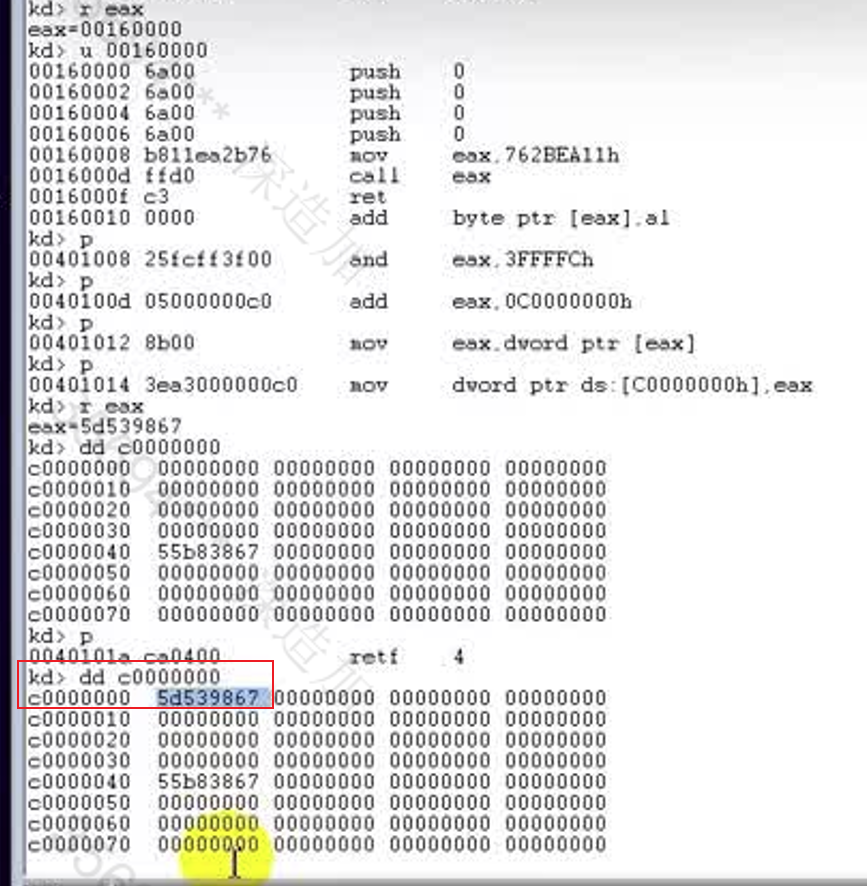 kd> r eax
eax=00160000
kd> u 00160000
00160000 6a00 push 0
00160002 6a00 push 0
00160004 6a00 push 0
00160006 6a00 push 0
00160008 b811ea2b76 mov eax,762BEA11h
0016000d ffd0 call eax
0016000f c3 ret
00160010 0000 add byte ptr [eax],al
kd> p
00401008 25fcff3f00 and eax,3FFFFCh
kd> p
0040100d 05000000c0 add eax,0C0000000h
kd> p
00401012 8b00 mov eax,dword ptr [eax]
kd> p
00401014 3ea3000000c0 mov dword ptr ds:[C0000000h],eax
kd> r eax
eax=5d539867
kd> dd c0000000
c0000000 00000000 00000000 00000000 00000000
c0000010 00000000 00000000 00000000 00000000
c0000020 00000000 00000000 00000000 00000000
c0000030 00000000 00000000 00000000 00000000
c0000040 55b83867 00000000 00000000 00000000
c0000050 00000000 00000000 00000000 00000000
c0000060 00000000 00000000 00000000 00000000
c0000070 00000000 00000000 00000000 00000000
kd> p
0040101a ca0400 retf 4
kd> dd c0000000
c0000000 5d539867 00000000 00000000 00000000
c0000010 00000000 00000000 00000000 00000000
c0000020 00000000 00000000 00000000 00000000
c0000030 00000000 00000000 00000000 00000000
c0000040 55b83867 00000000 00000000 00000000
c0000050 00000000 00000000 00000000 00000000
c0000060 00000000 00000000 00000000 00000000
c0000070 00000000 00000000 00000000 00000000
深造加
深造加